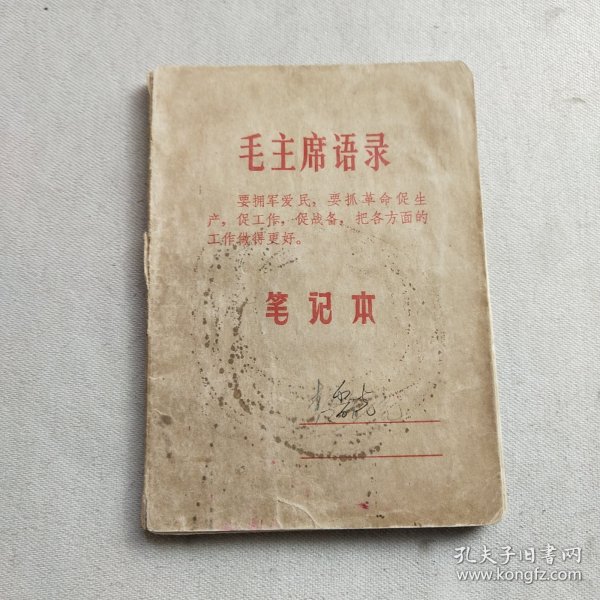 毛主席语录
要拥军爱民，要抓革命促生
产，促工作，促战备，把各方面的
工作做得更好。
笔记本
孔夫子旧书网
www.kongfz.com